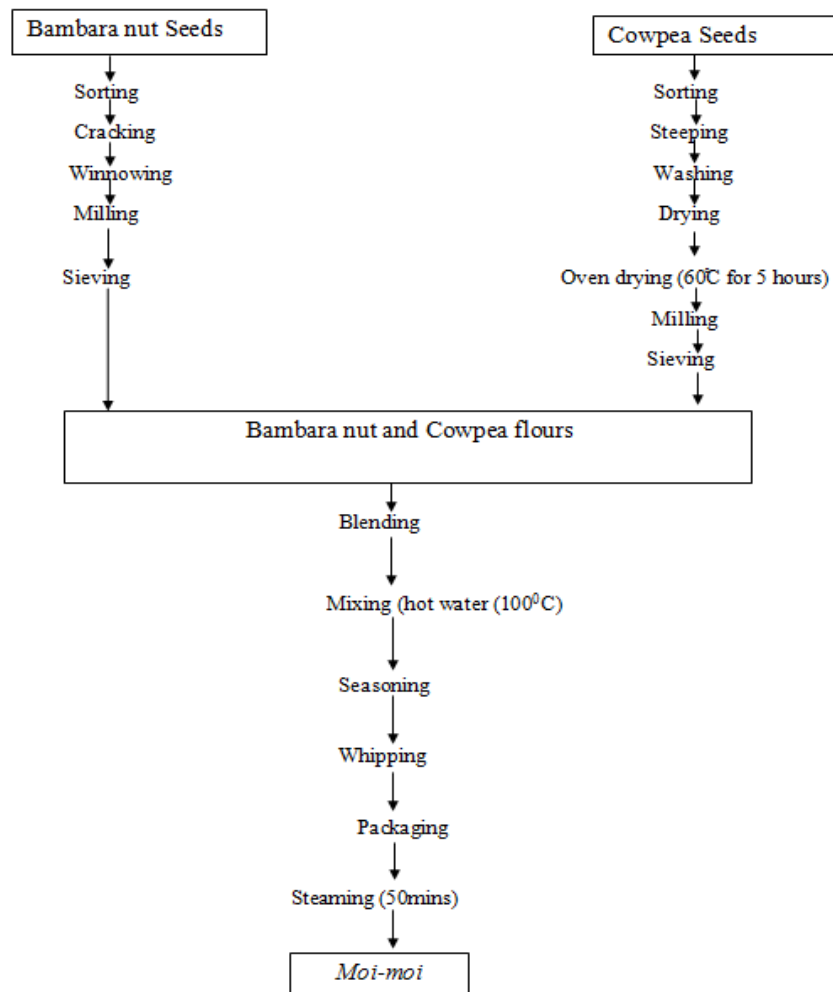 Bambara nut Seeds
Sorting
Cracking
Winnowing
Milling
Sieving
Cowpea Seeds
Sorting
Steeping
Washing
Drying
Oven drying (60°C for 5 hours)
Milling
Sieving
Bambara nut and Cowpea flours
Blending
Mixing (hot water (100⁰C)
Seasoning
Whipping
Packaging
Steaming (50mins)
Moi-moi